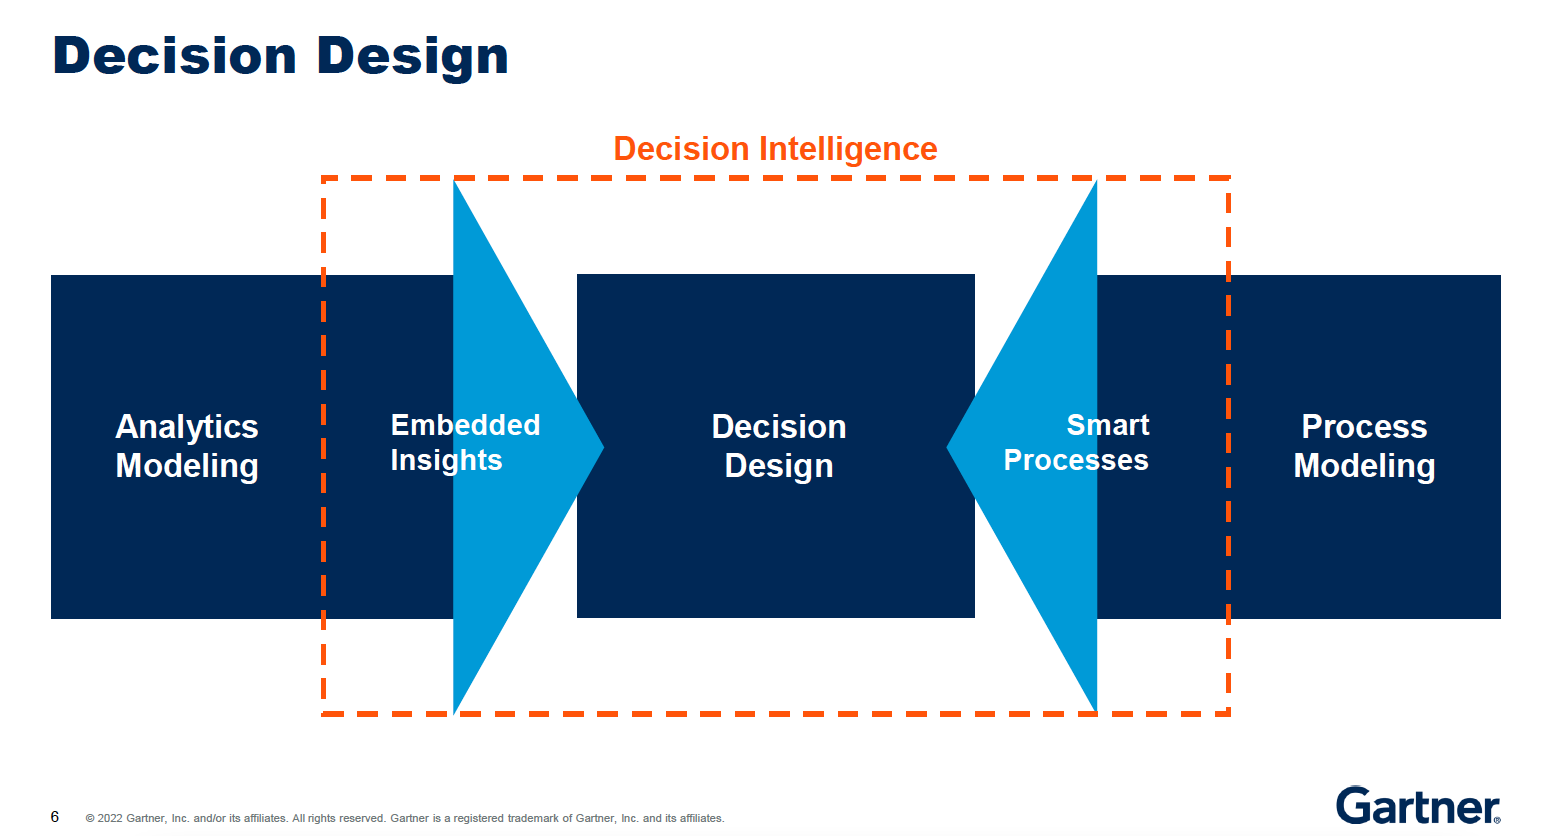 Decision Design
Decision Intelligence
Analytics
Modeling
Embedded
Insights
Decision
Design
Smart
Processes
Process
Modeling
6
© 2022 Gartner, Inc. and/or its affiliates. All rights reserved. Gartner is a registered trademark of Gartner, Inc. and its affiliates.
Gartner®